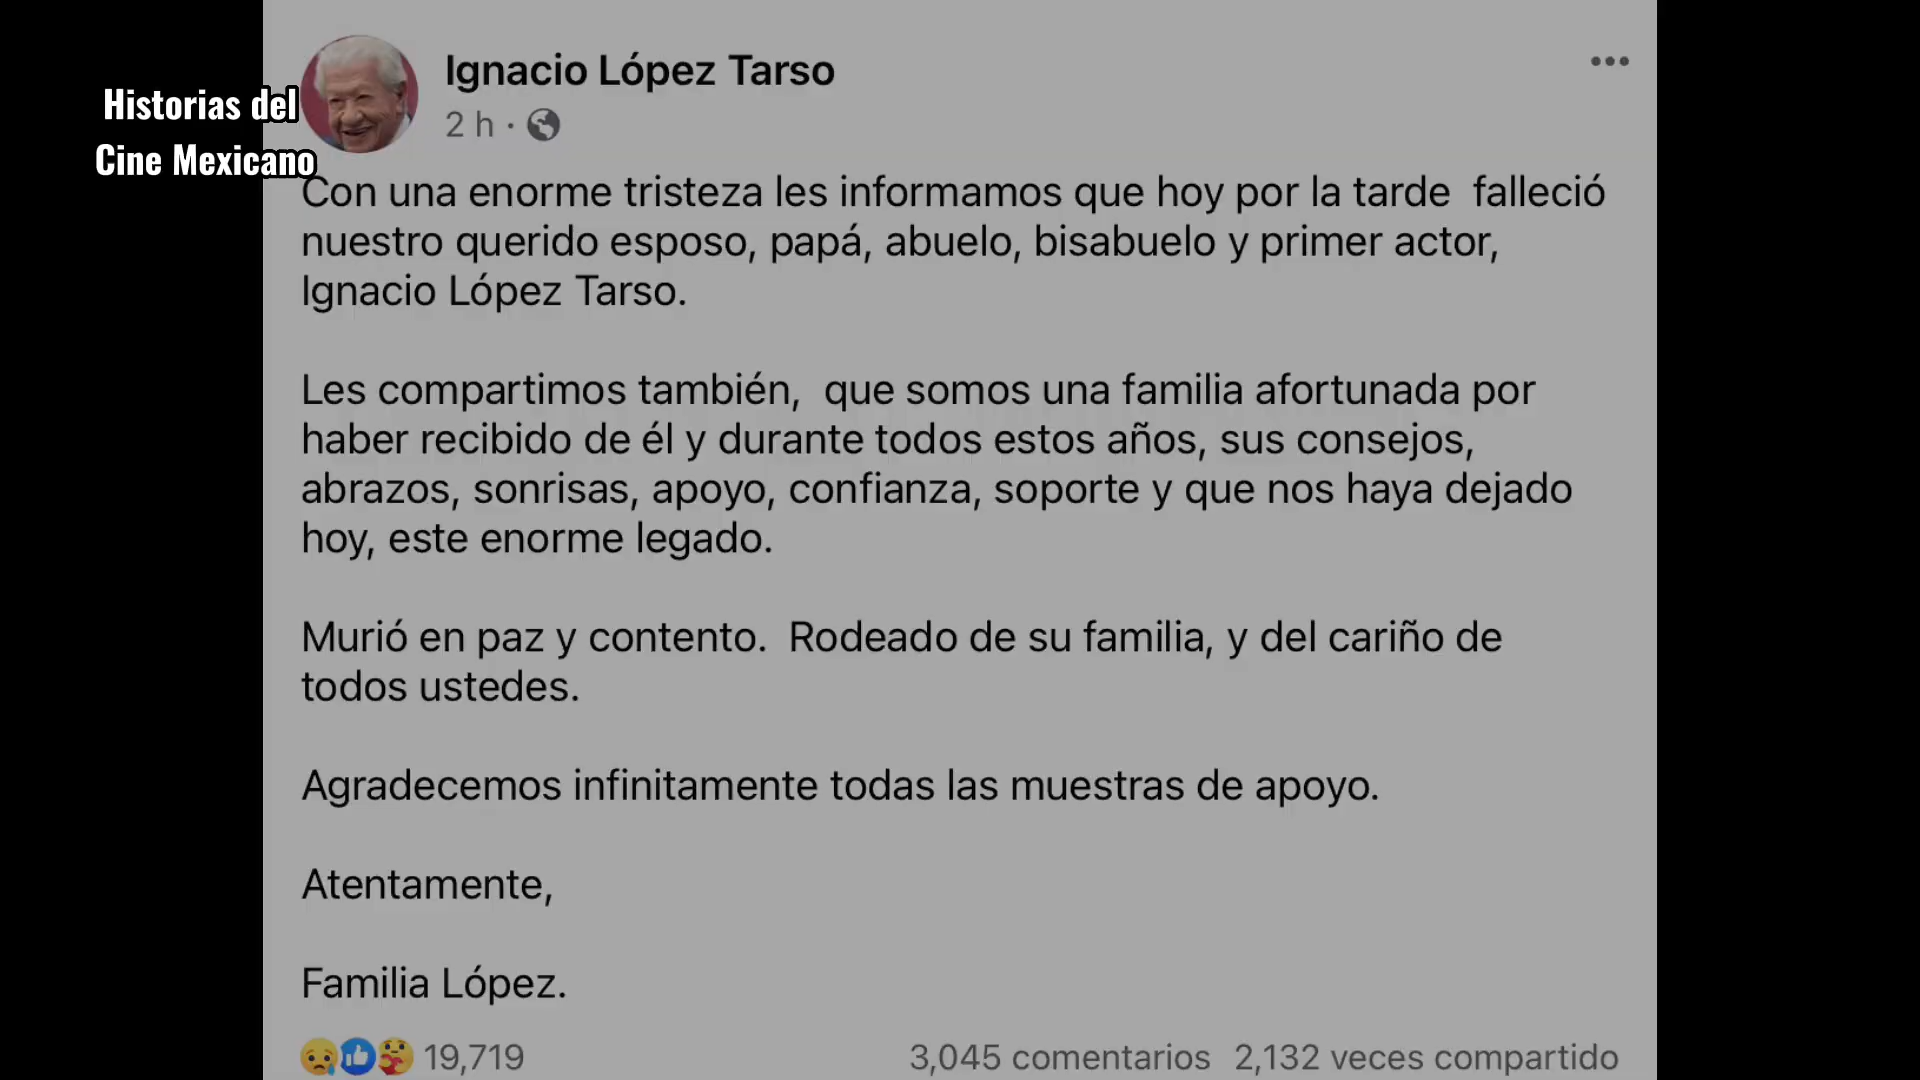 Historias del
Cine Mexicano
Ignacio López Tarso
2 h ·
Con una enorme tristeza les informamos que hoy por la tarde falleció
nuestro querido esposo, papá, abuelo, bisabuelo y primer actor,
Ignacio López Tarso.
Les compartimos también, que somos una familia afortunada por
haber recibido de él y durante todos estos años, sus consejos,
abrazos, sonrisas, apoyo, confianza, soporte y que nos haya dejado
hoy, este enorme legado.
Murió en paz y contento. Rodeado de su familia, y del cariño de
todos ustedes.
Agradecemos infinitamente todas las muestras de apoyo.
Atentamente,
Familia López.
19,719 3,045 comentarios 2,132 veces compartido